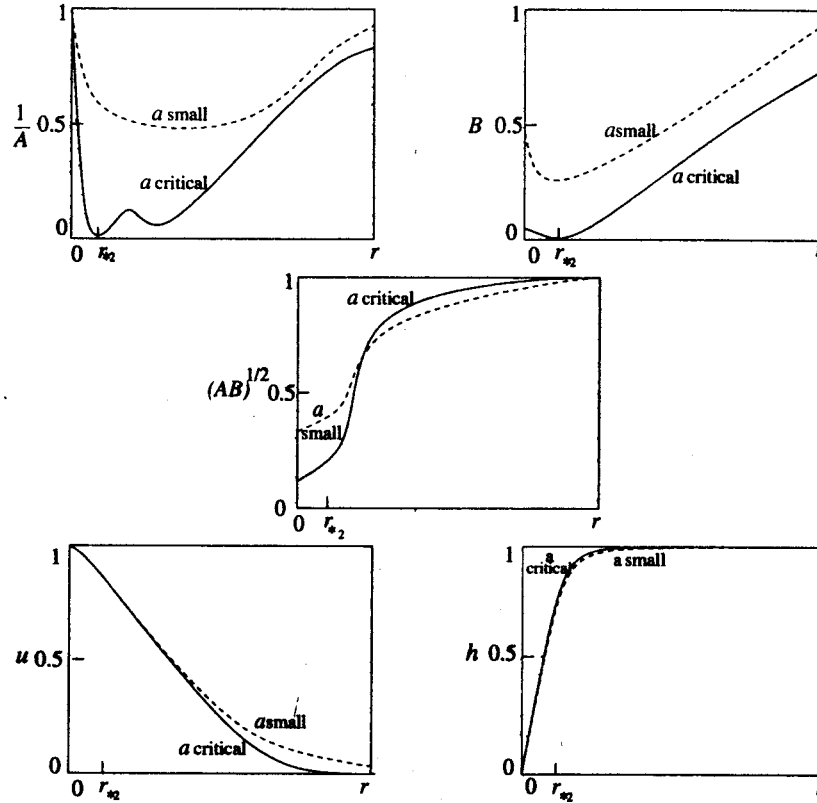 1
1/A 0.5
a small
a critical
0
0 r*2 r
1
B 0.5
a small
a critical
0
0 r*2
1
a critical
(AB)^1/2 0.5
a
small
0
0 r*2 r
1
u 0.5
a small
a critical
0
0 r*2 r
1
a
critical
a small
h 0.5
0
0 r*2